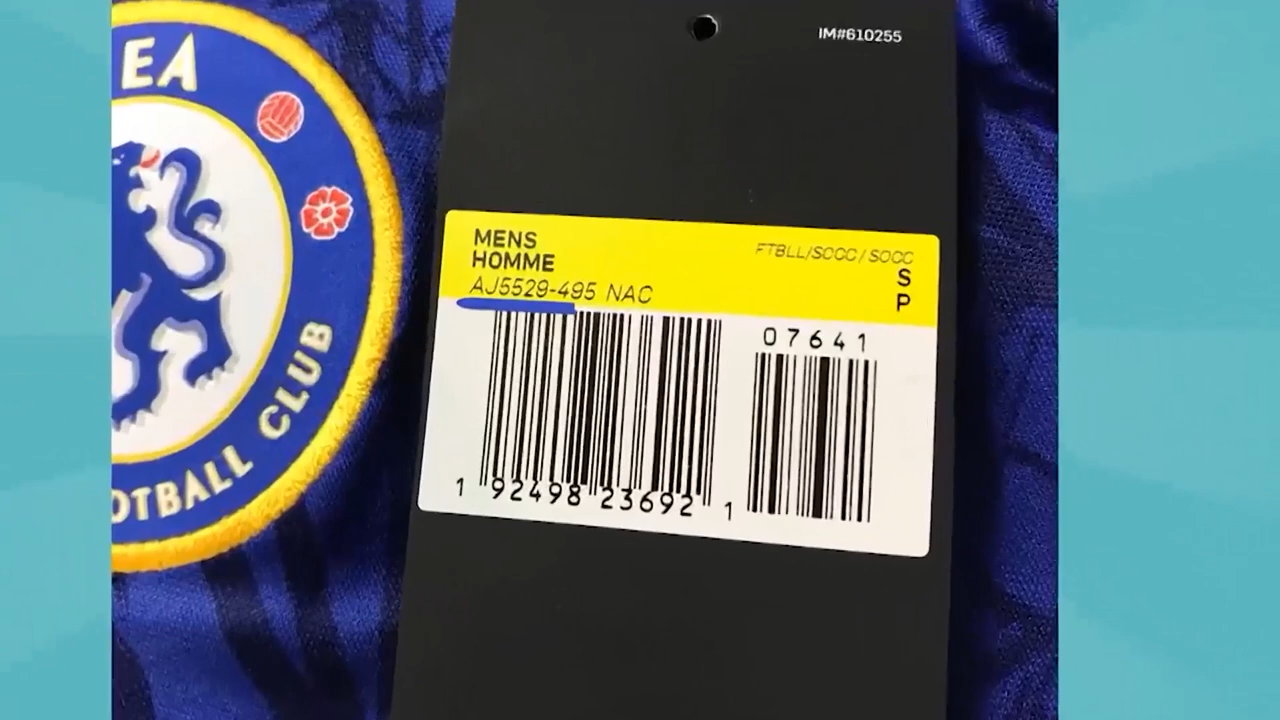 EA
OTBALL CLUB
IM#610255
MENS
HOMME
AJ5529-495 NAC
FTBLL/SOCC/SOCC
S
P
07641
1 92498 23692 1